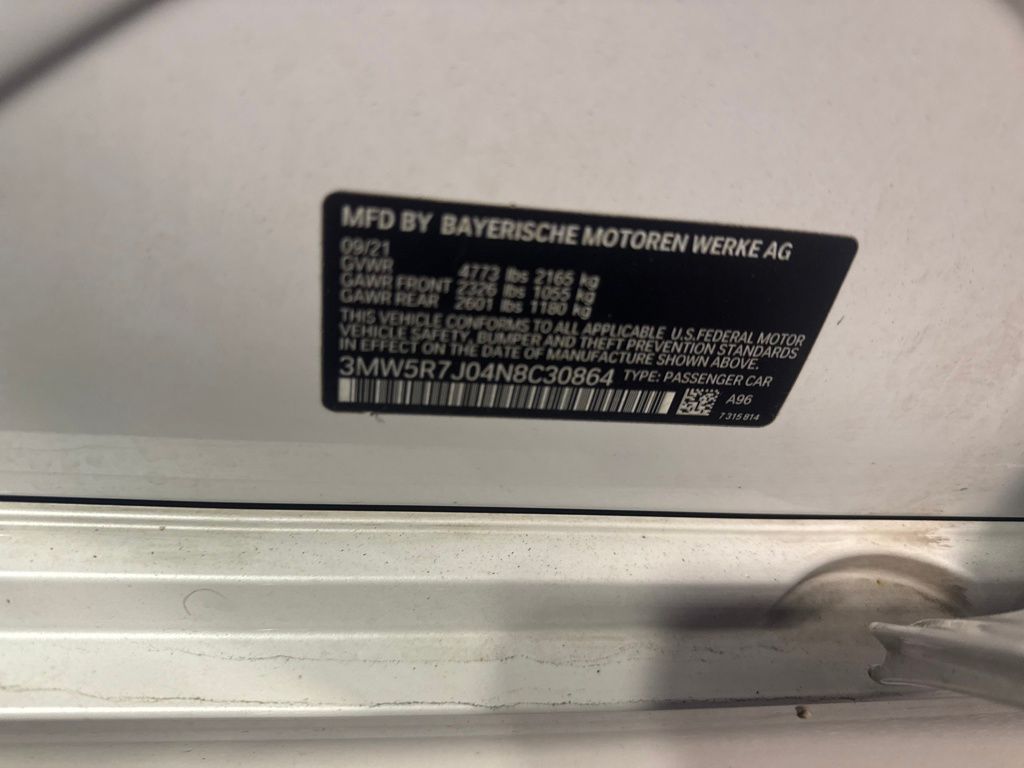 MFD BY BAYERISCHE MOTOREN WERKE AG
09/21
GVWR 4773 lbs 2165 kg
GAWR FRONT 2326 lbs 1055 kg
GAWR REAR 2601 lbs 1180 kg
THIS VEHICLE CONFORMS TO ALL APPLICABLE U.S.FEDERAL MOTOR
VEHICLE SAFETY, BUMPER AND THEFT PREVENTION STANDARDS
IN EFFECT ON THE DATE OF MANUFACTURE SHOWN ABOVE.
3MW5R7J04N8C30864 TYPE: PASSENGER CAR
A96
7 315 814